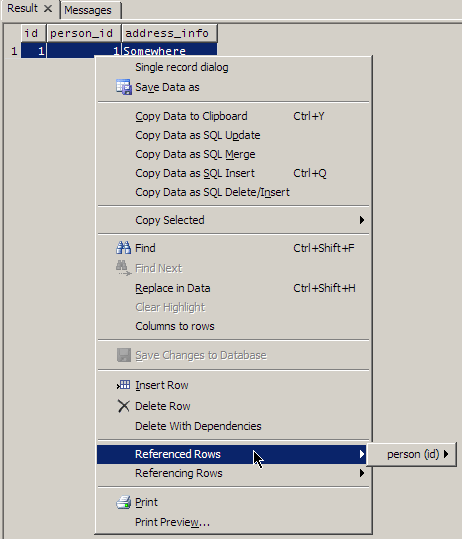 Result Messages
id person_id address_info
1 1 1 Somewhere
Single record dialog
Save Data as
Copy Data to Clipboard Ctrl+Y
Copy Data as SQL Update
Copy Data as SQL Merge
Copy Data as SQL Insert Ctrl+Q
Copy Data as SQL Delete/Insert
Copy Selected
Find Ctrl+Shift+F
Find Next
Replace in Data Ctrl+Shift+H
Clear Highlight
Columns to rows
Save Changes to Database
Insert Row
Delete Row
Delete With Dependencies
Referenced Rows person (id)
Referencing Rows
Print
Print Preview...